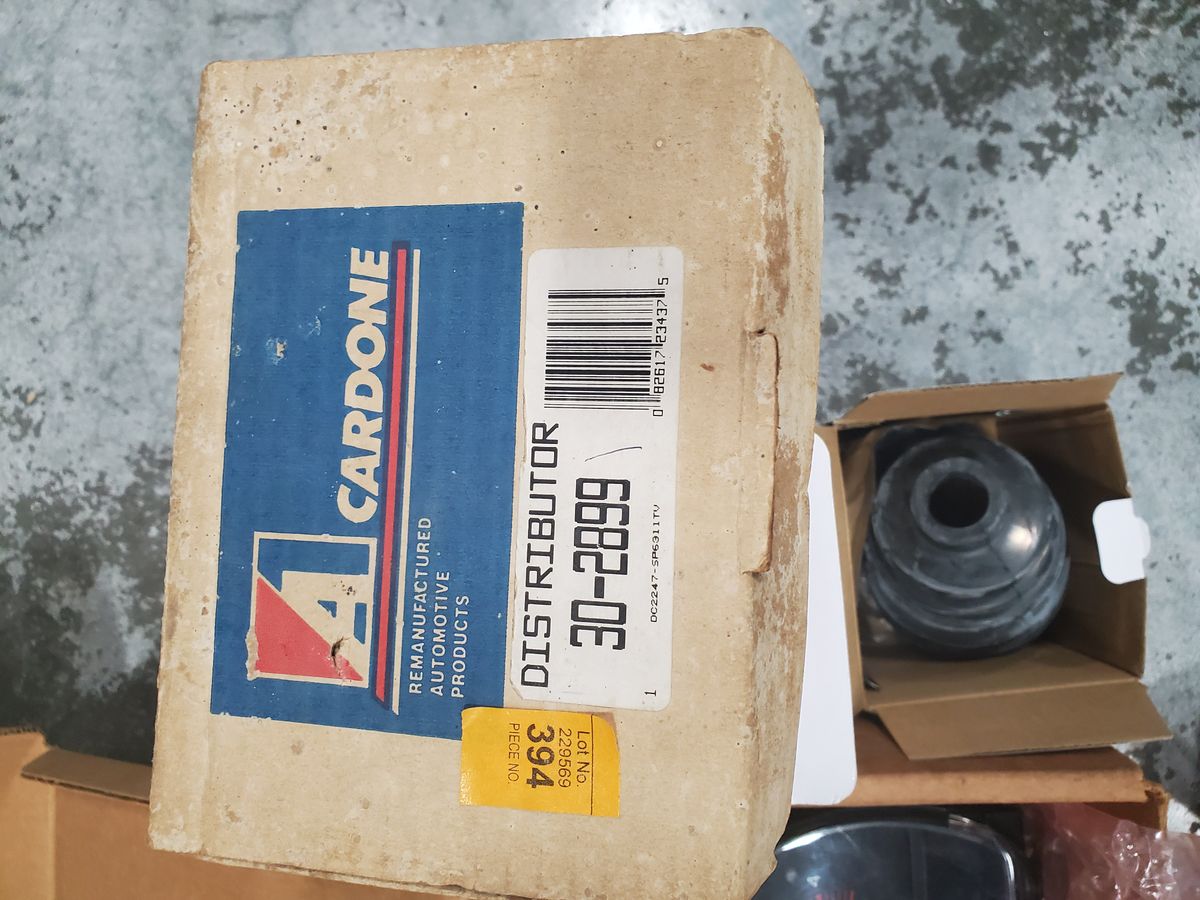 A
CARDONE
REMANUFACTURED
AUTOMOTIVE
PRODUCTS
DISTRIBUTOR
30-2899
0 82617 23437 5
1 DC2247-SP6911TV
Lot No.
229569
394
PIECE NO.